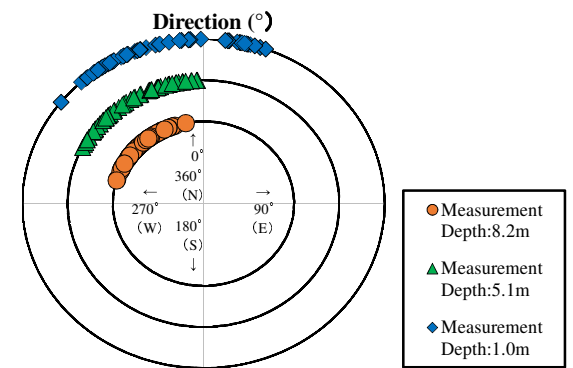 Direction (°)
↑
0°
360°
(N)
←
→
270°
(W)
90°
(E)
180°
(S)
↓
Measurement
Depth:8.2m
Measurement
Depth:5.1m
Measurement
Depth:1.0m